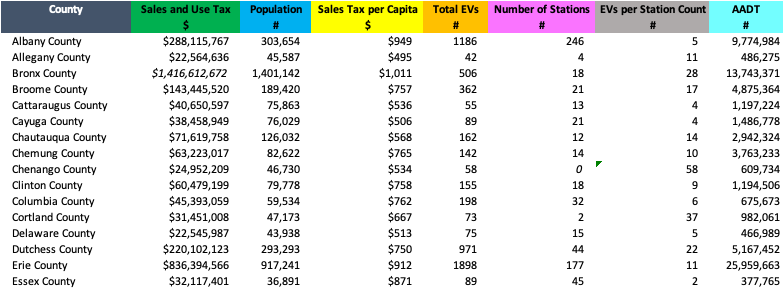 County Sales and Use Tax Population Sales Tax per Capita Total EVs Number of Stations EVs per Station Count AADT
$ # $ # # # #
Albany County $288,115,767 303,654 $949 1186 246 5 9,774,984
Allegany County $22,564,636 45,587 $495 42 4 11 486,275
Bronx County $1,416,612,672 1,401,142 $1,011 506 18 28 13,743,371
Broome County $143,445,520 189,420 $757 362 21 17 4,875,364
Cattaraugus County $40,650,597 75,863 $536 55 13 4 1,197,224
Cayuga County $38,458,949 76,029 $506 89 21 4 1,486,778
Chautauqua County $71,619,758 126,032 $568 162 12 14 2,942,324
Chemung County $63,223,017 82,622 $765 142 14 10 3,763,233
Chenango County $24,952,209 46,730 $534 58 0 58 609,734
Clinton County $60,479,199 79,778 $758 155 18 9 1,194,506
Columbia County $45,393,059 59,534 $762 198 32 6 675,673
Cortland County $31,451,008 47,173 $667 73 2 37 982,061
Delaware County $22,545,987 43,938 $513 75 15 5 466,989
Dutchess County $220,102,123 293,293 $750 971 44 22 5,167,452
Erie County $836,394,566 917,241 $912 1898 177 11 25,959,663
Essex County $32,117,401 36,891 $871 89 45 2 377,765